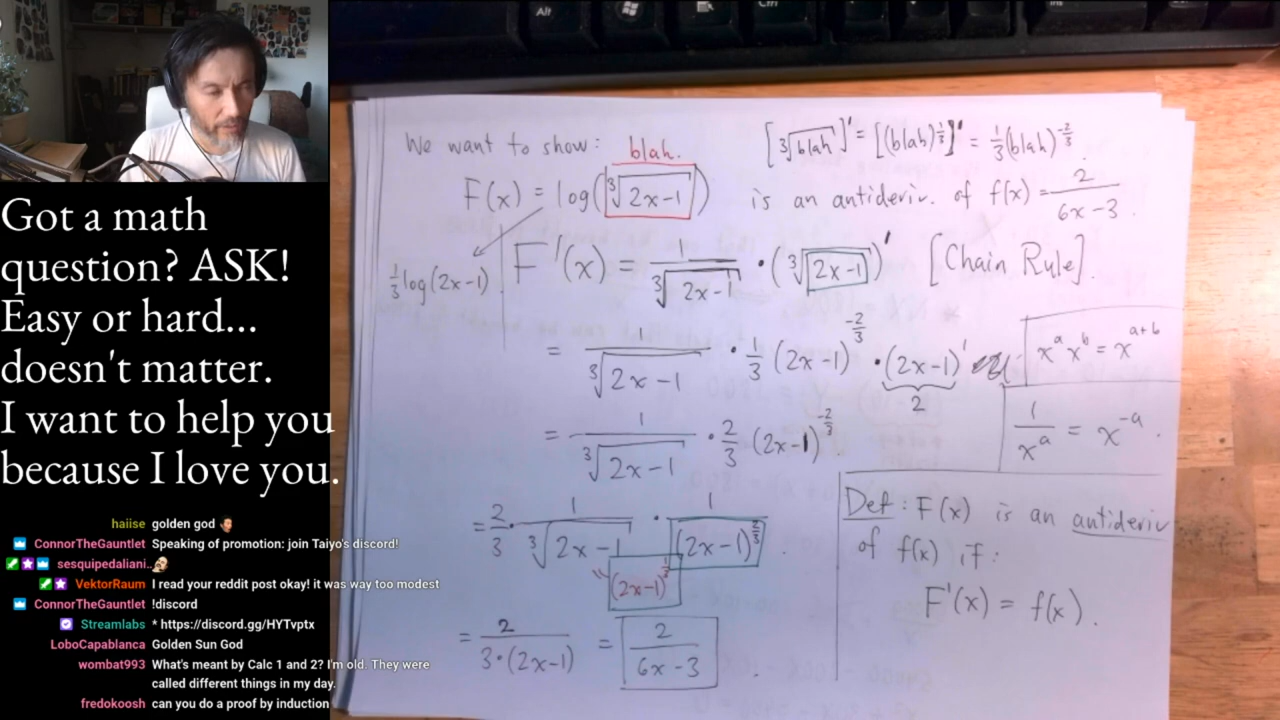 Got a math
question? ASK!
Easy or hard...
doesn't matter.
I want to help you
because I love you.
haiise golden god
ConnorTheGauntlet Speaking of promotion: join Taiyo's discord!
sesquipedaliani..
VektorRaum I read your reddit post okay! it was way too modest
ConnorTheGauntlet !discord
Streamlabs * https://discord.gg/HYTvptx
LoboCapablanca Golden Sun God
wombat993 What's meant by Calc 1 and 2? I'm old. They were
called different things in my day.
fredokoosh can you do a proof by induction
Alt
Ctrl
We want to show: blah. [∛blah]' = [(blah)^(1/3)]' = 1/3(blah)^(-2/3)
F(x) = log(∛(2x-1)) is an antideriv. of f(x) = 2/(6x-3).
1/3 log(2x-1)
F'(x) = 1/∛(2x-1) · (∛(2x-1))' [Chain Rule].
= 1/∛(2x-1) · 1/3 (2x-1)^(-2/3) · (2x-1)'
2
x^a x^b = x^(a+b)
= 1/∛(2x-1) · 2/3 (2x-1)^(-2/3)
1/x^a = x^(-a).
= 2/3 · 1/∛(2x-1) · 1/(2x-1)^(2/3).
(2x-1)^(1/3)
= 2/(3·(2x-1)) = 2/(6x-3).
Def: F(x) is an antideriv
of f(x) if:
F'(x) = f(x).